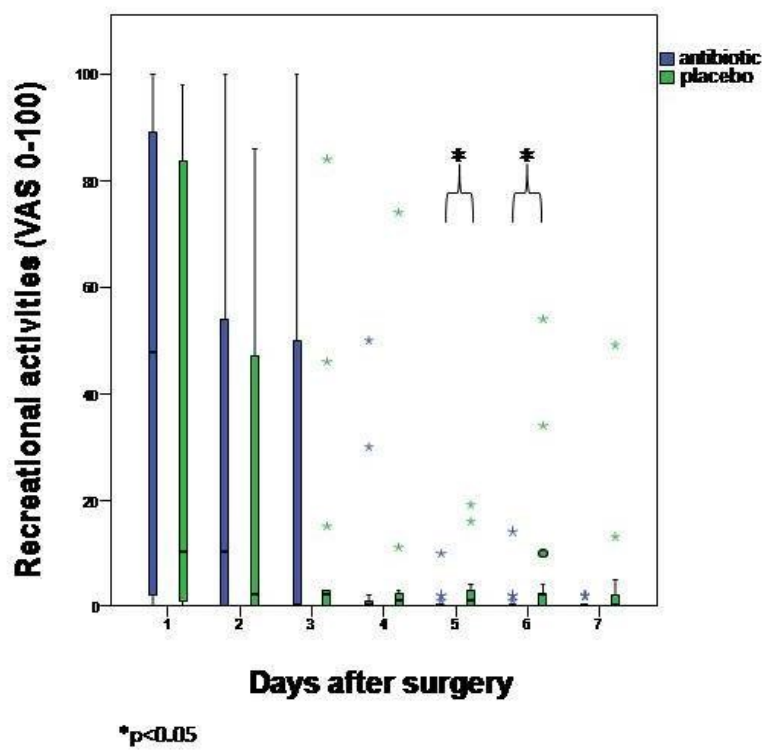 antibiotic
placebo
Recreational activities (VAS 0-100)
100
80
60
40
20
0
* *
1 2 3 4 5 6 7
Days after surgery
*p<0.05